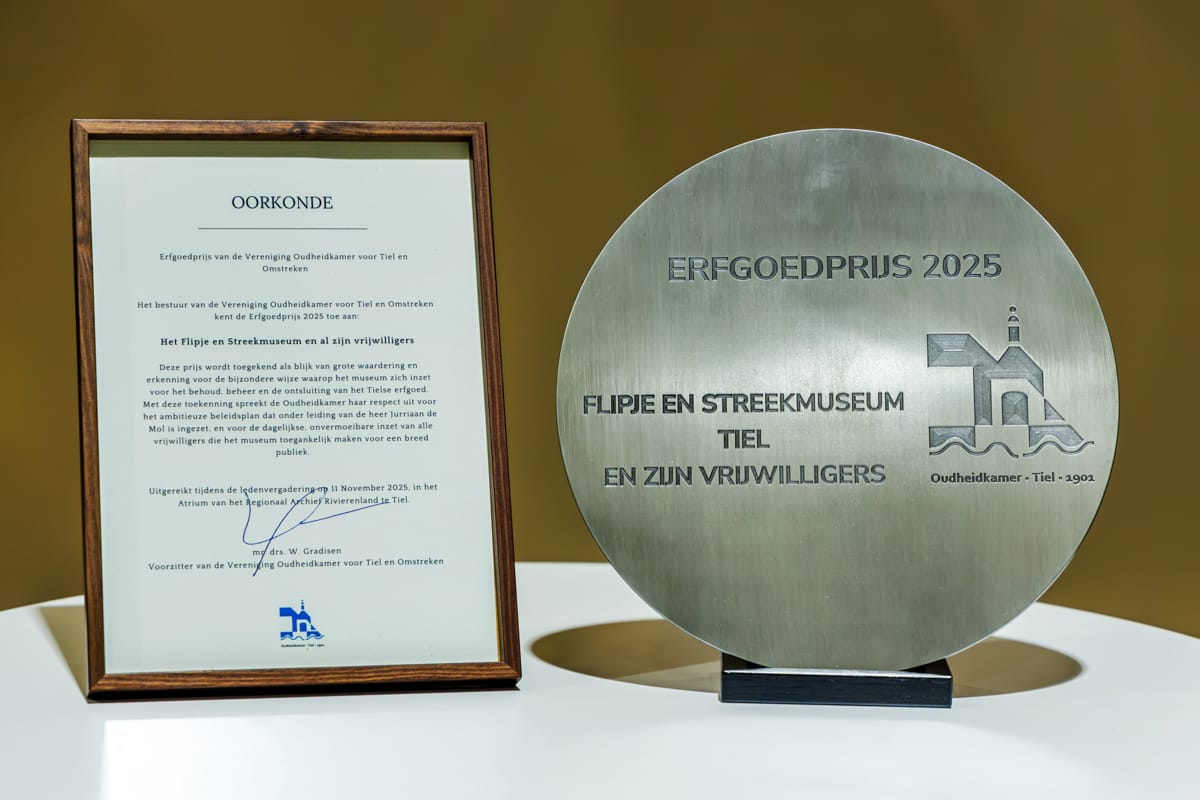 OORKONDE
Erfgoedprijs van de Vereniging Oudheidkamer voor Tiel en
Omstreken
Het bestuur van de Vereniging Oudheidkamer voor Tiel en Omstreken
kent de Erfgoedprijs 2025 toe aan:
Het Flipje en Streekmuseum en al zijn vrijwilligers
Deze prijs wordt toegekend als blijk van grote waardering en
erkenning voor de bijzondere wijze waarop het museum zich inzet
voor het behoud, beheer en de ontsluiting van het Tielse erfgoed.
Met deze toekenning spreekt de Oudheidkamer haar respect uit voor
het ambitieuze beleidsplan dat onder leiding van de heer Jurriaan de
Mol is ingezet, en voor de dagelijkse, onvermoeibare inzet van alle
vrijwilligers die het museum toegankelijk maken voor een breed
publiek.
Uitgereikt tijdens de ledenvergadering op 11 November 2025, in het
Atrium van het Regionaal Archief Rivierenland te Tiel.
mr. drs. W. Gradisen
Voorzitter van de Vereniging Oudheidkamer voor Tiel en Omstreken
Oudheidkamer - Tiel - 1901
ERFGOEDPRIJS 2025
FLIPJE EN STREEKMUSEUM
TIEL
EN ZIJN VRIJWILLIGERS
Oudheidkamer - Tiel - 1901